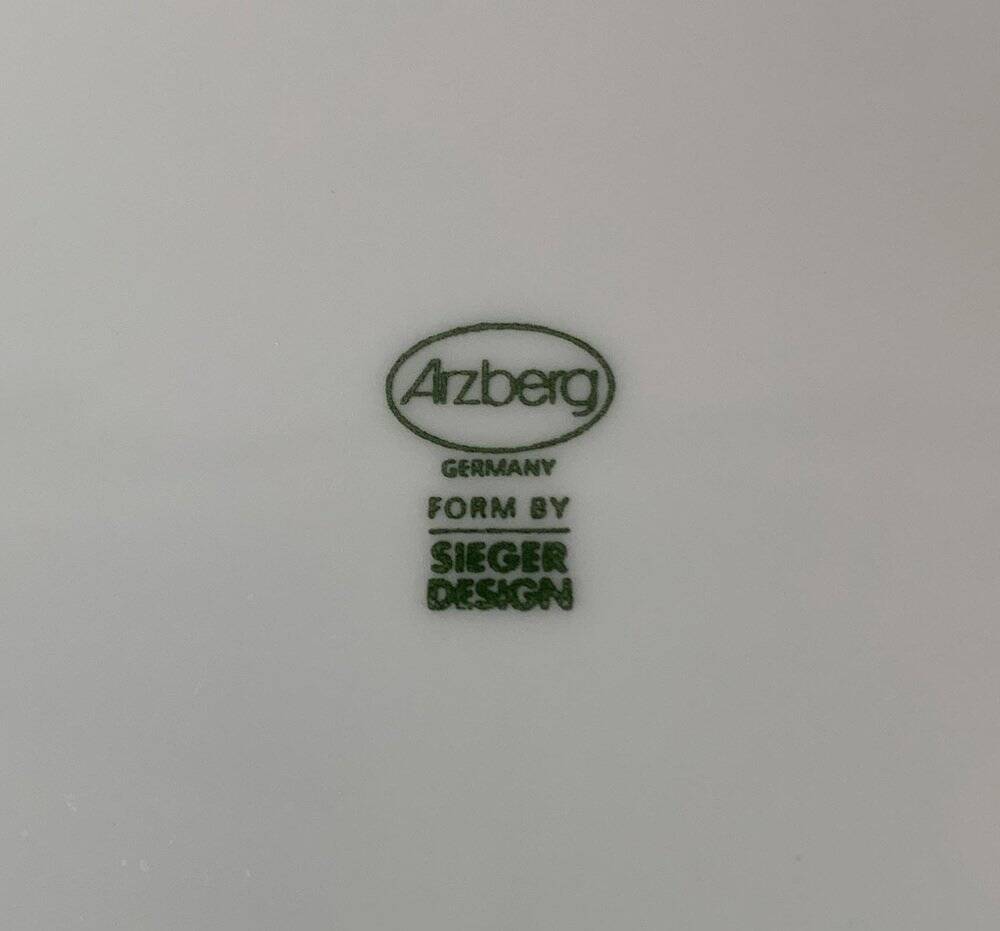 Arzberg
GERMANY
FORM BY
SIEGER
DESIGN